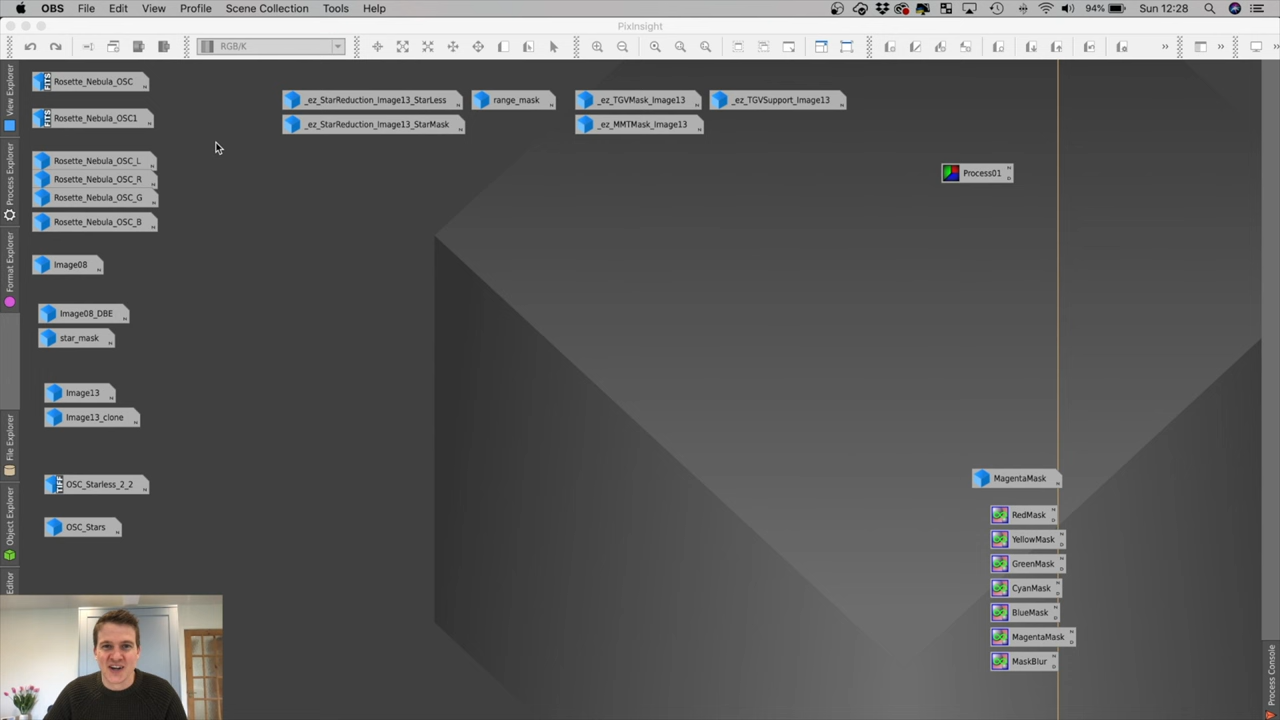 OBS File Edit View Profile Scene Collection Tools Help
94% Sun 12:28
PixInsight
RGB/K
View Explorer
Process Explorer
Format Explorer
File Explorer
Object Explorer
Editor
Rosette_Nebula_OSC
Rosette_Nebula_OSC1
Rosette_Nebula_OSC_L
Rosette_Nebula_OSC_R
Rosette_Nebula_OSC_G
Rosette_Nebula_OSC_B
Image08
Image08_DBE
star_mask
Image13
Image13_clone
OSC_Starless_2_2
OSC_Stars
_ez_StarReduction_Image13_StarLess
range_mask
_ez_TGVMask_Image13
_ez_TGVSupport_Image13
_ez_StarReduction_Image13_StarMask
_ez_MMTMask_Image13
Process01
MagentaMask
RedMask
YellowMask
GreenMask
CyanMask
BlueMask
MagentaMask
MaskBlur
Process Console